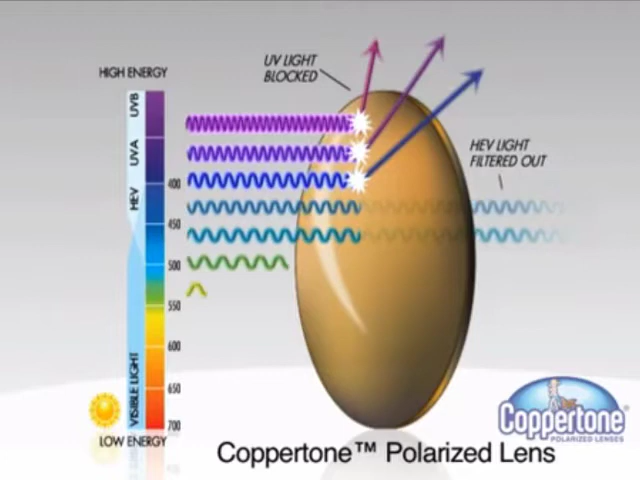 UV LIGHT
BLOCKED
HIGH ENERGY
UVB
UVA
HEV
VISIBLE LIGHT
400
450
500
550
600
650
700
LOW ENERGY
HEV LIGHT
FILTERED OUT
Coppertone™ Polarized Lens
Coppertone
POLARIZED LENSES